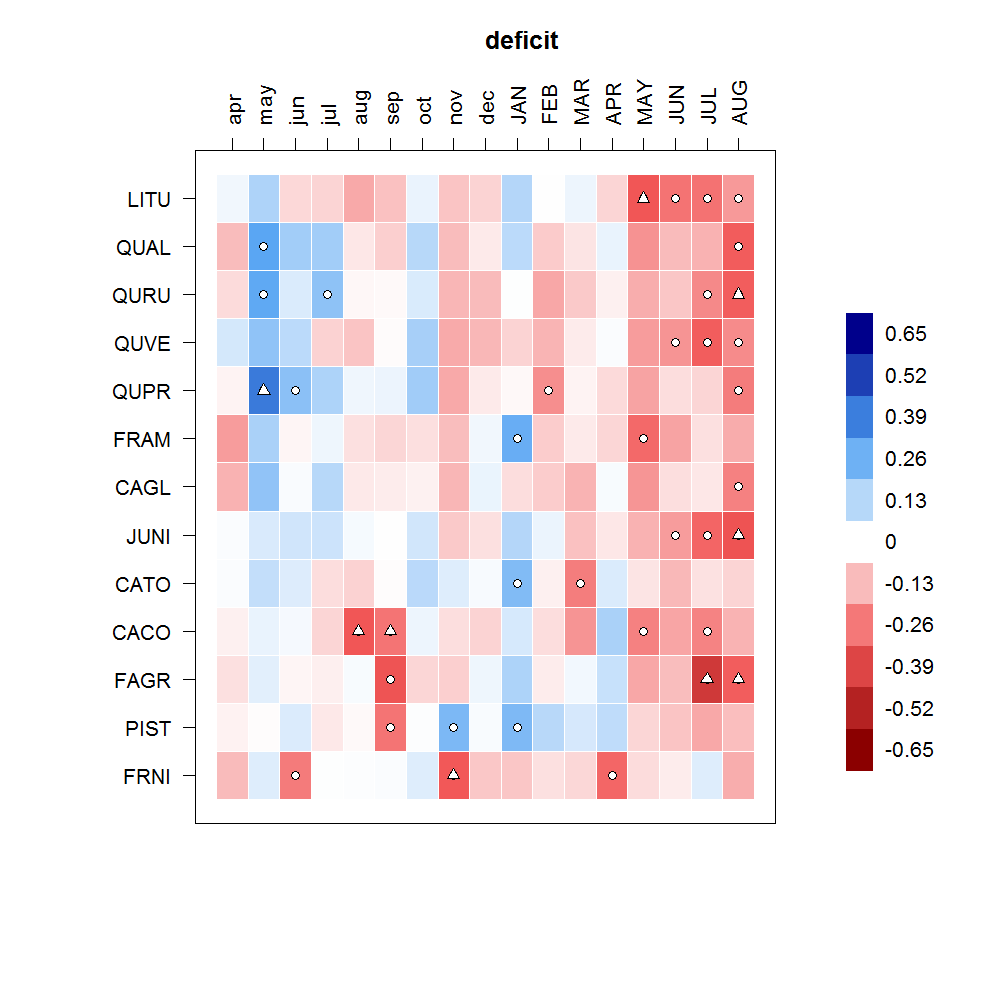 deficit
apr may jun jul aug sep oct nov dec JAN FEB MAR APR MAY JUN JUL AUG
LITU
QUAL
QURU
QUVE
QUPR
FRAM
CAGL
JUNI
CATO
CACO
FAGR
PIST
FRNI
0.65
0.52
0.39
0.26
0.13
0
-0.13
-0.26
-0.39
-0.52
-0.65